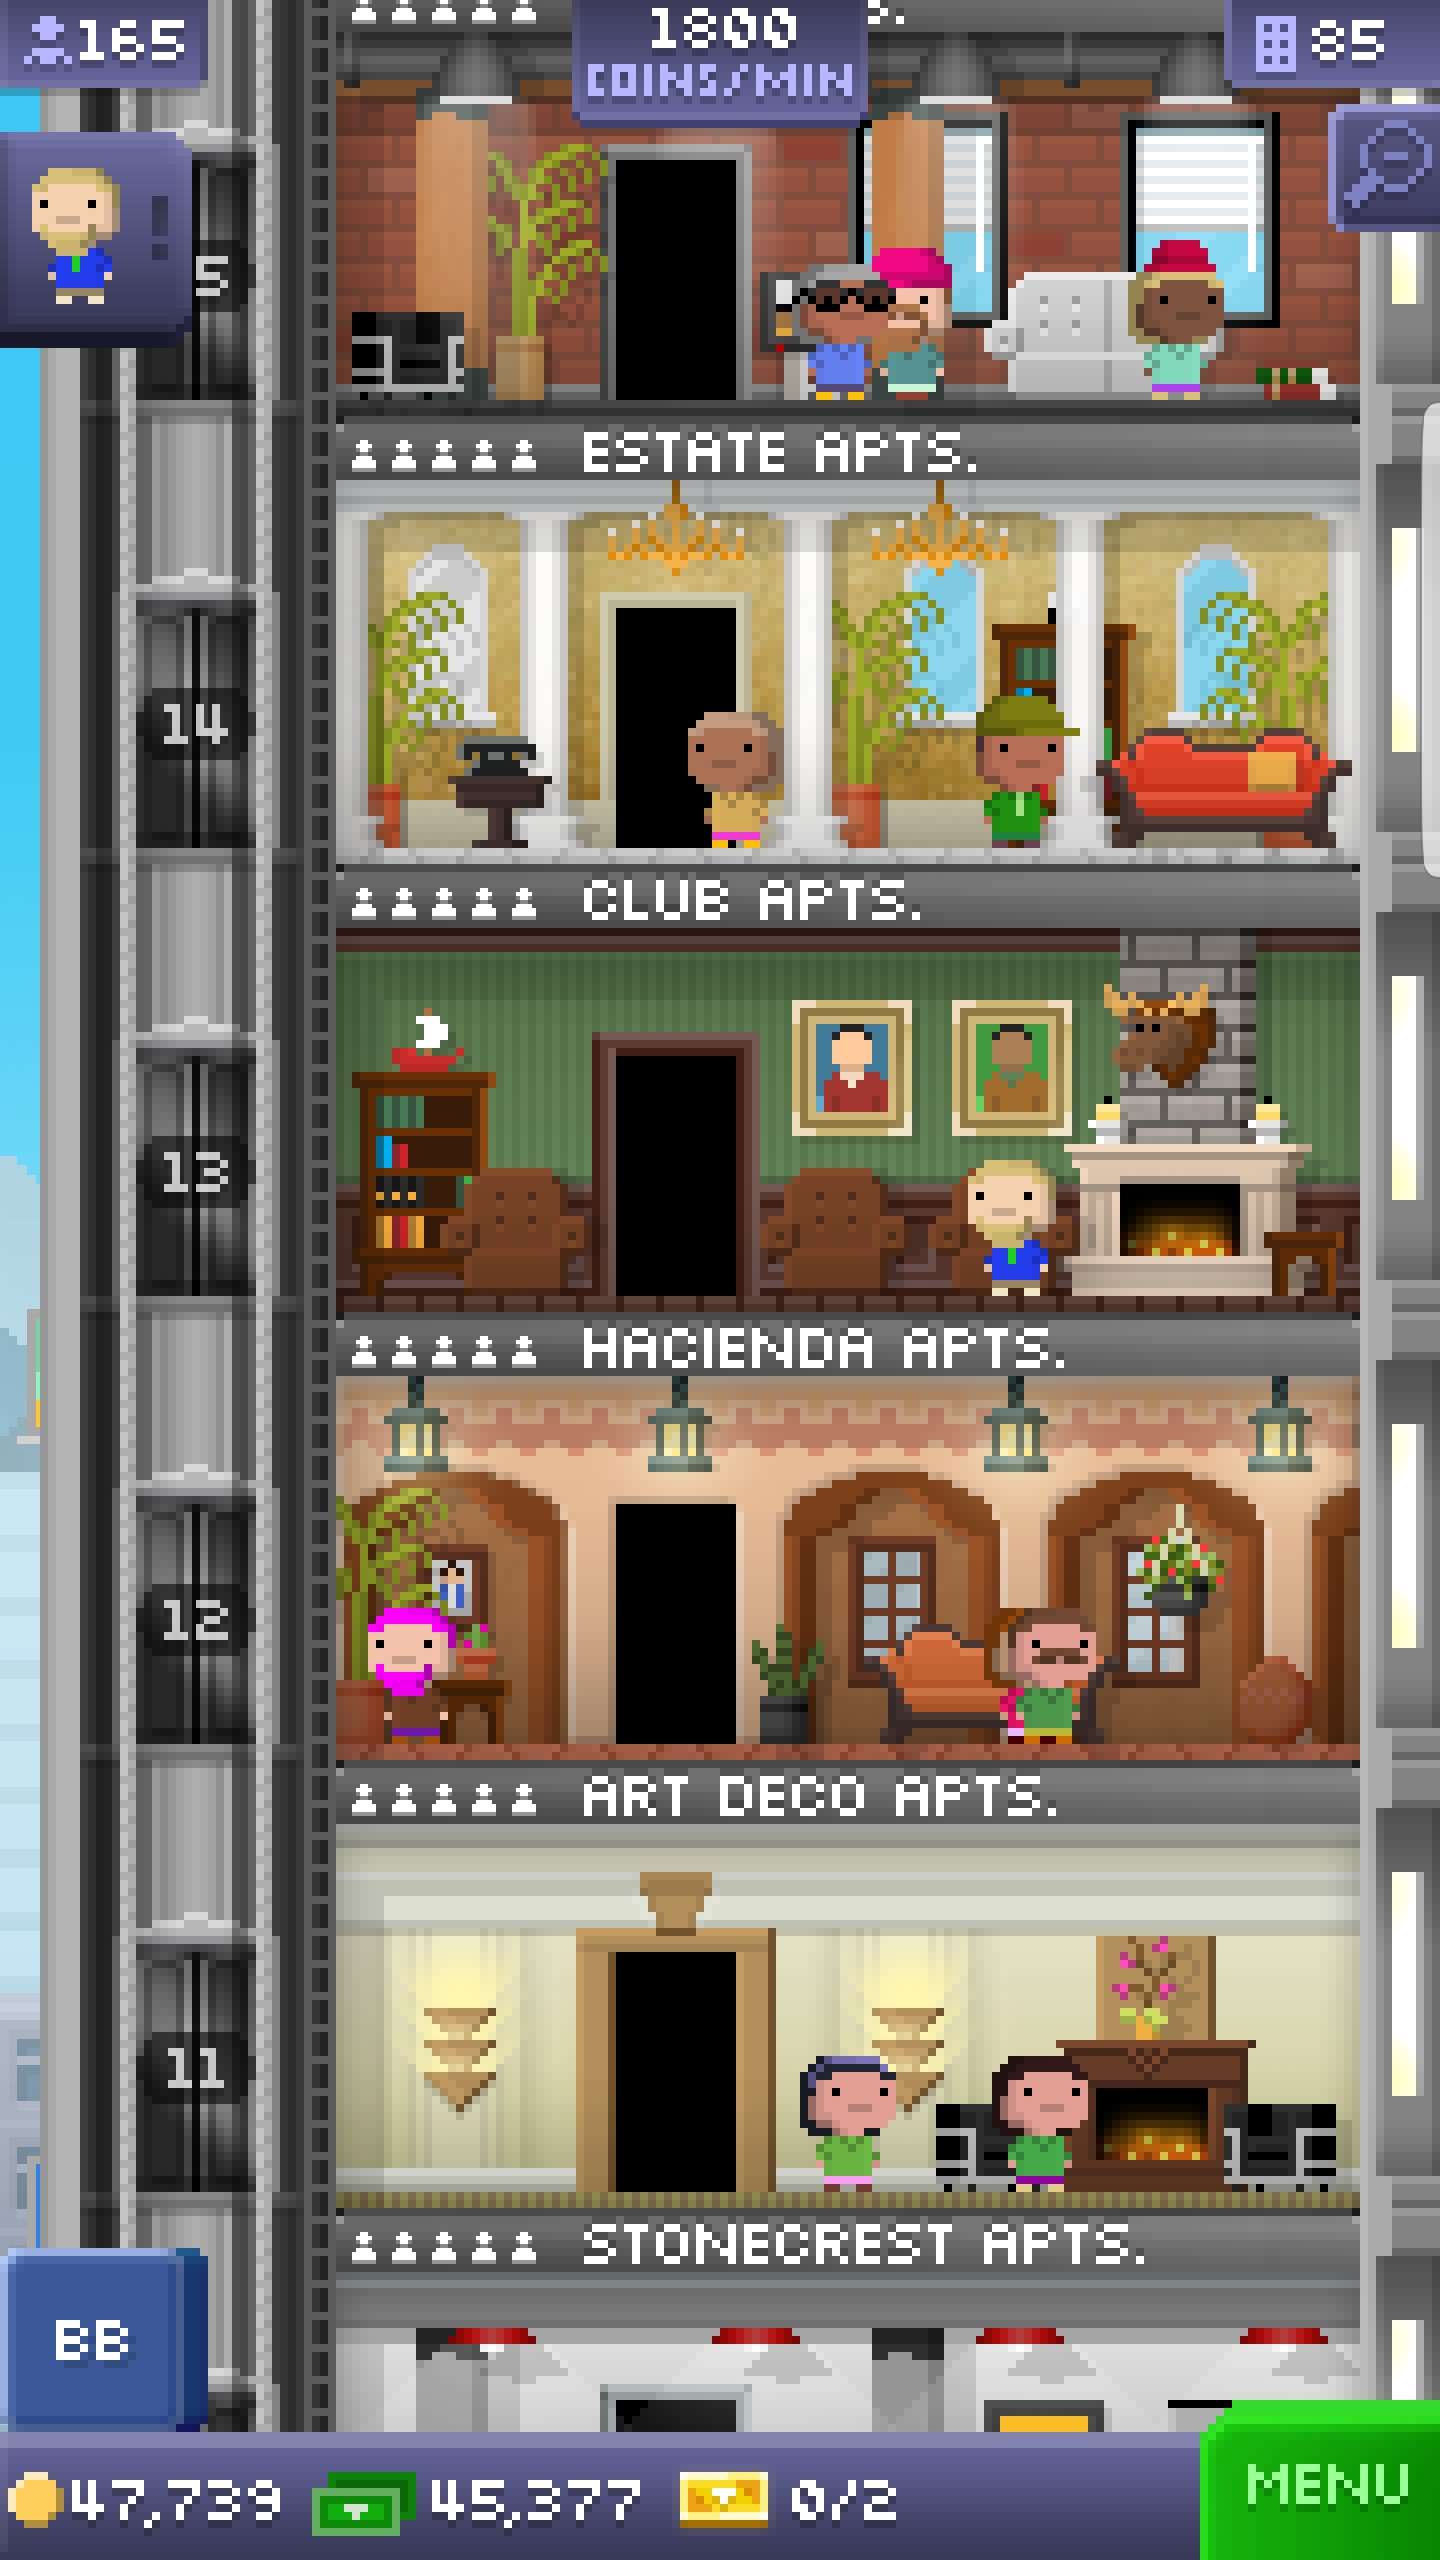 165
1800
COINS/MIN
85
S.
!
5
ESTATE APTS.
14
CLUB APTS.
13
HACIENDA APTS.
12
ART DECO APTS.
11
STONECREST APTS.
BB
47,739
45,377
0/2
MENU